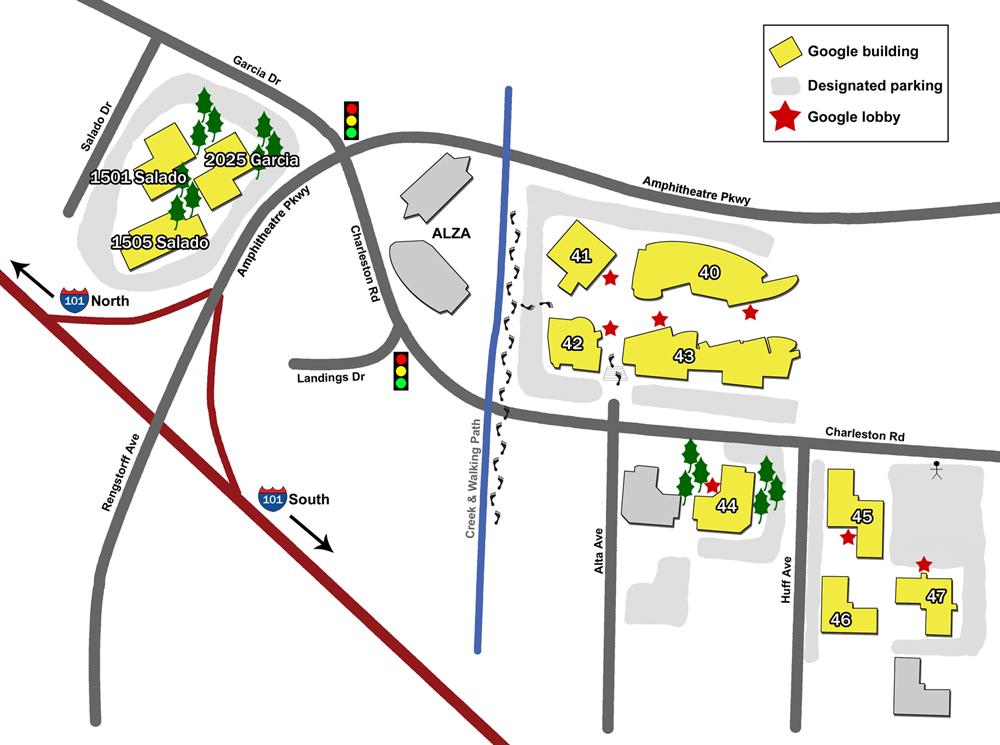 Google building
Designated parking
Google lobby
Garcia Dr
Salado Dr
1501 Salado
2025 Garcia
1505 Salado
Amphitheatre Pkwy
Amphitheatre Pkwy
Charleston Rd
ALZA
101 North
Landings Dr
41
40
42
43
Charleston Rd
Creek & Walking Path
Rengstorff Ave
101 South
44
45
46
47
Alta Ave
Huff Ave